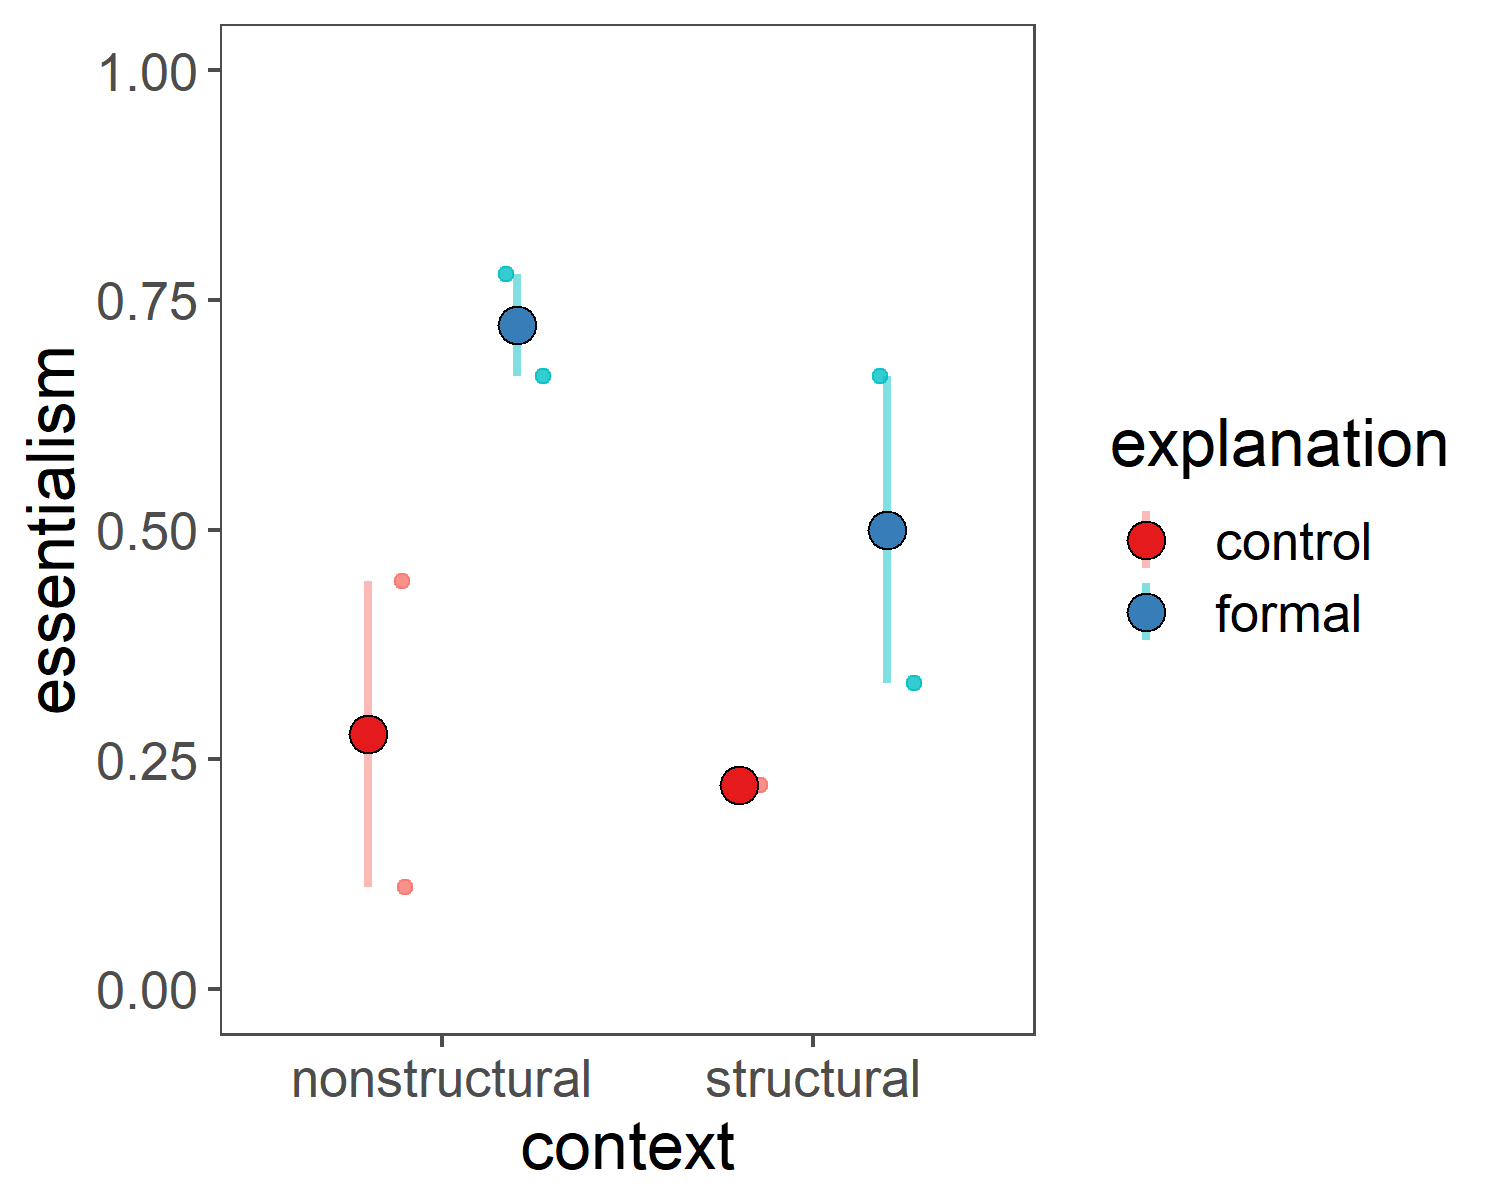 1.00
0.75
0.50
0.25
0.00
essentialism
nonstructural
structural
context
explanation
control
formal